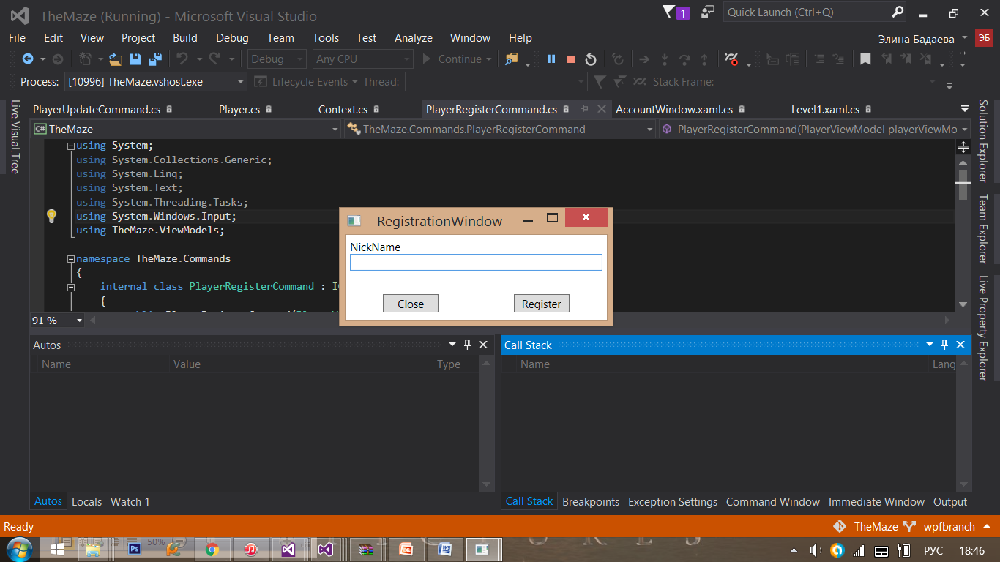 TheMaze (Running) - Microsoft Visual Studio
1
Quick Launch (Ctrl+Q)
File Edit View Project Build Debug Team Tools Test Analyze Window Help
Элина Бадаева ЭБ
Debug Any CPU Continue
Process: [10996] TheMaze.vshost.exe Lifecycle Events Thread: Stack Frame:
Live Visual Tree
PlayerUpdateCommand.cs Player.cs Context.cs PlayerRegisterCommand.cs AccountWindow.xaml.cs Level1.xaml.cs
C# TheMaze TheMaze.Commands.PlayerRegisterCommand PlayerRegisterCommand(PlayerViewModel playerViewMo
using System;
using System.Collections.Generic;
using System.Linq;
using System.Text;
using System.Threading.Tasks;
using System.Windows.Input;
using TheMaze.ViewModels;
namespace TheMaze.Commands
{
internal class PlayerRegisterCommand :
{
91 %
RegistrationWindow
NickName
Close Register
Solution Explorer
Team Explorer
Live Property Explorer
Autos
Name Value Type
Autos Locals Watch 1
Call Stack
Name Lang
Call Stack Breakpoints Exception Settings Command Window Immediate Window Output
Ready
TheMaze wpfbranch
Ps 50%
РУС 18:46